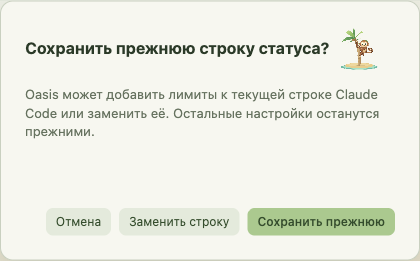 Сохранить прежнюю строку статуса?
Oasis может добавить лимиты к текущей строке Claude
Code или заменить её. Остальные настройки останутся
прежними.
Отмена
Заменить строку
Сохранить прежнюю